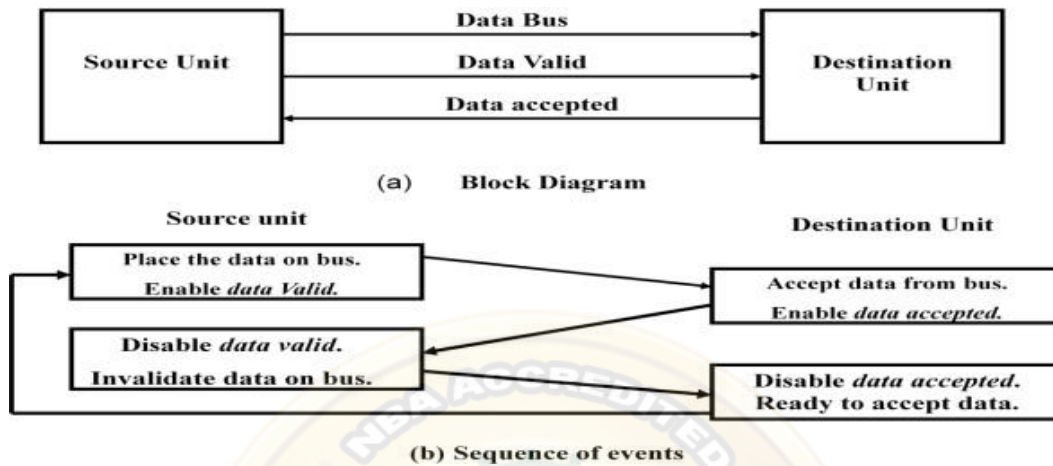 Data Bus
Source Unit
Data Valid
Destination
Unit
Data accepted
(a) Block Diagram
Source unit
Destination Unit
Place the data on bus.
Enable data Valid.
Accept data from bus.
Enable data accepted.
Disable data valid.
Invalidate data on bus.
Disable data accepted.
Ready to accept data.
NBA ACCREDITED
(b) Sequence of events